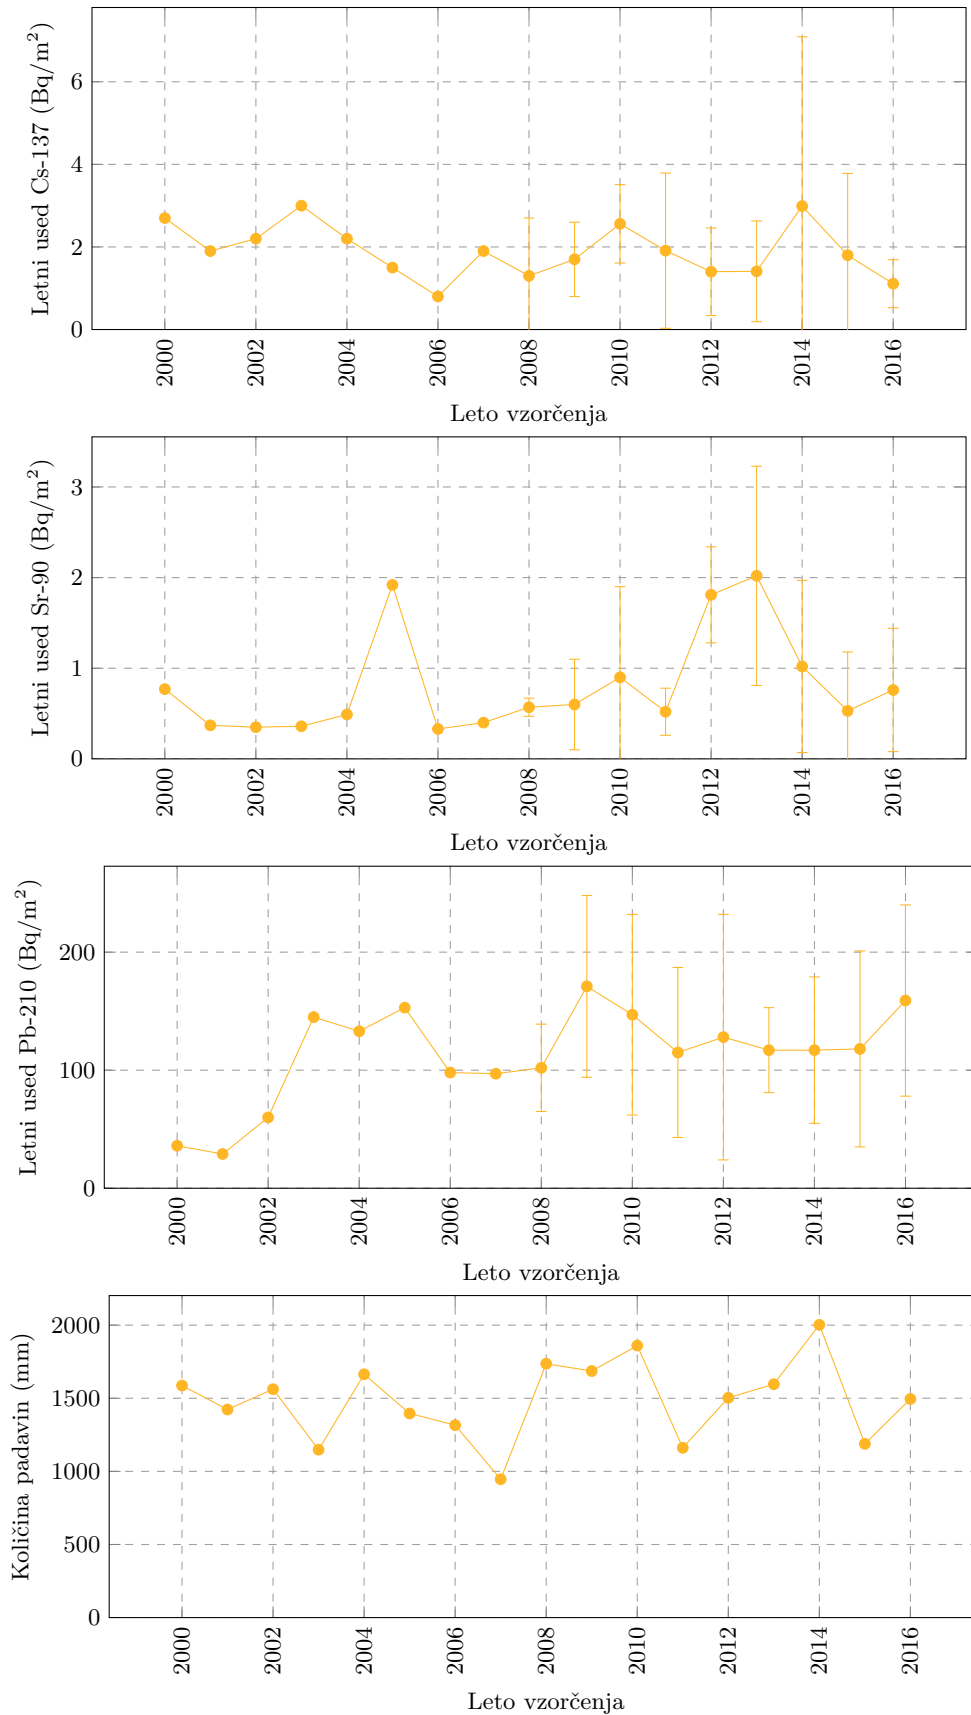 Letni used Cs-137 (Bq/m²)
6
4
2
0
2000 2002 2004 2006 2008 2010 2012 2014 2016
Leto vzorčenja
Letni used Sr-90 (Bq/m²)
3
2
1
0
2000 2002 2004 2006 2008 2010 2012 2014 2016
Leto vzorčenja
Letni used Pb-210 (Bq/m²)
200
100
0
2000 2002 2004 2006 2008 2010 2012 2014 2016
Leto vzorčenja
Količina padavin (mm)
2000
1500
1000
500
0
2000 2002 2004 2006 2008 2010 2012 2014 2016
Leto vzorčenja